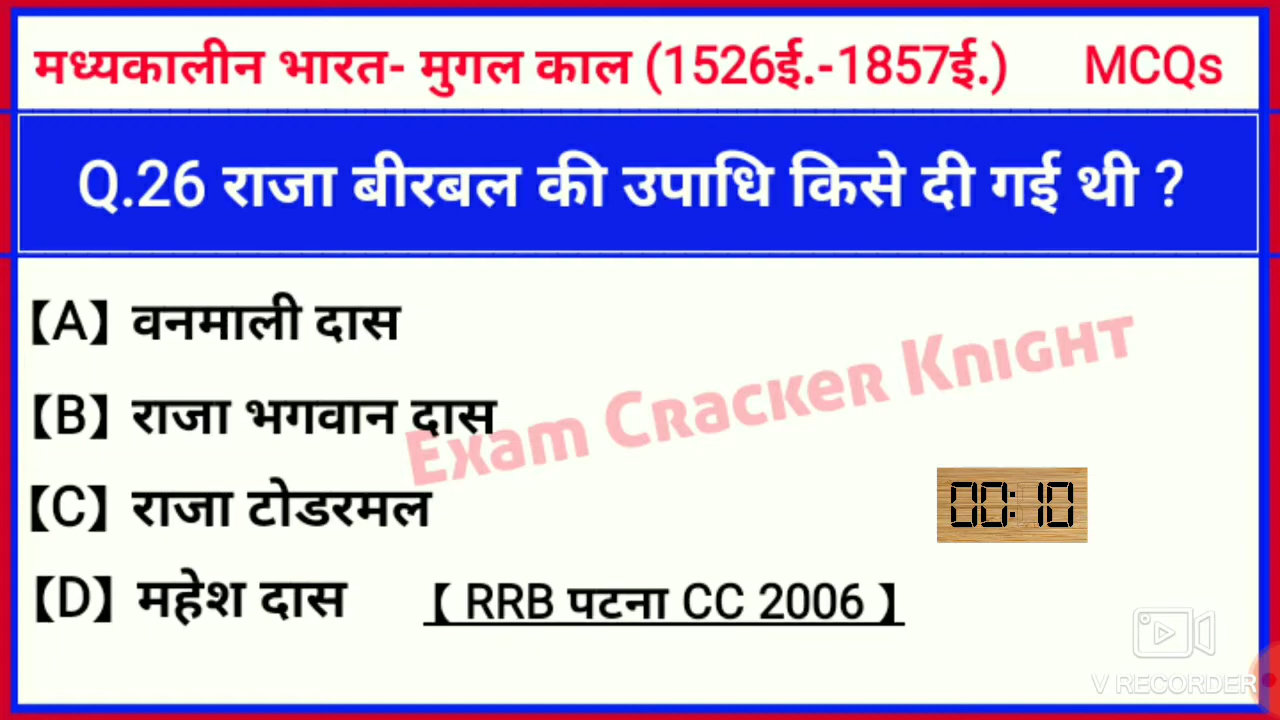 मध्यकालीन भारत- मुगल काल (1526ई.-1857ई.) MCQs
Q.26 राजा बीरबल की उपाधि किसे दी गई थी ?
【A】 वनमाली दास
【B】 राजा भगवान दास
【C】 राजा टोडरमल
【D】 महेश दास 【 RRB पटना CC 2006 】
Exam Cracker Knight
00:10
V RECORDER